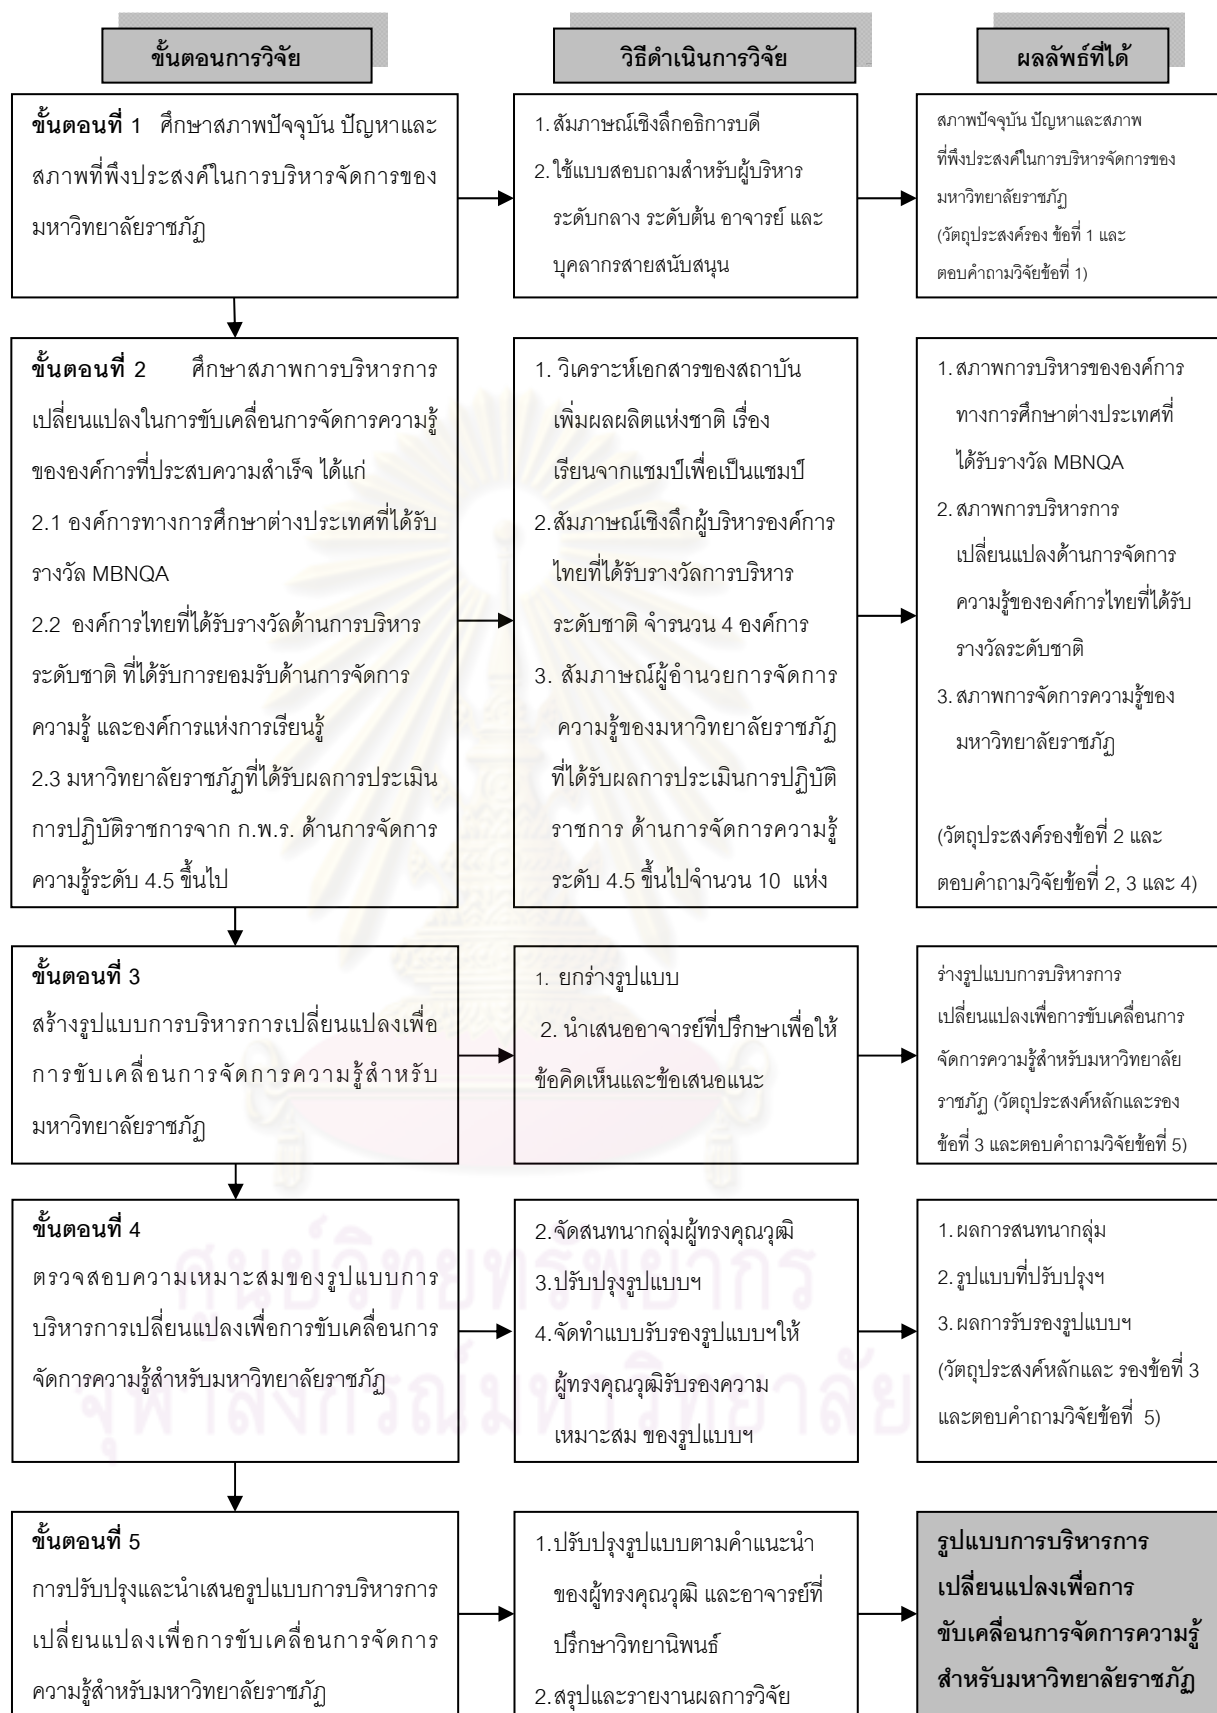 ขั้นตอนการวิจัย
วิธีดำเนินการวิจัย
ผลลัพธ์ที่ได้
ขั้นตอนที่ 1 ศึกษาสภาพปัจจุบัน ปัญหาและ
สภาพที่พึงประสงค์ในการบริหารจัดการของ
มหาวิทยาลัยราชภัฏ
1. สัมภาษณ์เชิงลึกอธิการบดี
2. ใช้แบบสอบถามสำหรับผู้บริหาร
ระดับกลาง ระดับต้น อาจารย์ และ
บุคลากรสายสนับสนุน
สภาพปัจจุบัน ปัญหาและสภาพ
ที่พึงประสงค์ในการบริหารจัดการของ
มหาวิทยาลัยราชภัฏ
(วัตถุประสงค์รอง ข้อที่ 1 และ
ตอบคำถามวิจัยข้อที่ 1)
ขั้นตอนที่ 2 ศึกษาสภาพการบริหารการ
เปลี่ยนแปลงในการขับเคลื่อนการจัดการความรู้
ขององค์การที่ประสบความสำเร็จ ได้แก่
2.1 องค์การทางการศึกษาต่างประเทศที่ได้รับ
รางวัล MBNQA
2.2 องค์การไทยที่ได้รับรางวัลด้านการบริหาร
ระดับชาติ ที่ได้รับการยอมรับด้านการจัดการ
ความรู้ และองค์การแห่งการเรียนรู้
2.3 มหาวิทยาลัยราชภัฏที่ได้รับผลการประเมิน
การปฏิบัติราชการจาก ก.พ.ร. ด้านการจัดการ
ความรู้ระดับ 4.5 ขึ้นไป
1. วิเคราะห์เอกสารของสถาบัน
เพิ่มผลผลิตแห่งชาติ เรื่อง
เรียนจากแชมป์เพื่อเป็นแชมป์
2. สัมภาษณ์เชิงลึกผู้บริหารองค์การ
ไทยที่ได้รับรางวัลการบริหาร
ระดับชาติ จำรนวน 4 องค์การ
3. สัมภาษณ์ผู้อำนวยการจัดการ
ความรู้ของมหาวิทยาลัยราชภัฏ
ที่ได้รับผลการประเมินการปฏิบัติ
ราชการ ด้านการจัดการความรู้
ระดับ 4.5 ขึ้นไปจำนวน 10 แห่ง
1. สภาพการบริหารขององค์การ
ทางการศึกษาต่างประเทศที่
ได้รับรางวัล MBNQA
2. สภาพการบริหารการ
เปลี่ยนแปลงด้านการจัดการ
ความรู้ขององค์การไทยที่ได้รับ
รางวัลระดับชาติ
3. สภาพการจัดการความรู้ของ
มหาวิทยาลัยราชภัฏ
(วัตถุประสงค์รองข้อที่ 2 และ
ตอบคำถามวิจัยข้อที่ 2, 3 และ 4)
ขั้นตอนที่ 3
สร้างรูปแบบการบริหารการเปลี่ยนแปลงเพื่อ
การขับเคลื่อนการจัดการความรู้สำหรับ
มหาวิทยาลัยราชภัฏ
1. ยกร่างรูปแบบ
2. นำเสนออาจารย์ที่ปรึกษาเพื่อให้
ข้อคิดเห็นและข้อเสนอแนะ
ร่างรูปแบบการบริหารการ
เปลี่ยนแปลงเพื่อการขับเคลื่อนการ
จัดการความรู้สำหรับมหาวิทยาลัย
ราชภัฏ (วัตถุประสงค์หลักและรอง
ข้อที่ 3 และตอบคำถามวิจัยข้อที่ 5)
ขั้นตอนที่ 4
ตรวจสอบความเหมาะสมของรูปแบบการ
บริหารการเปลี่ยนแปลงเพื่อการขับเคลื่อนการ
จัดการความรู้สำหรับมหาวิทยาลัยราชภัฏ
2. จัดสนทนากลุ่มผู้ทรงคุณวุฒิ
3. ปรับปรุงรูปแบบฯ
4. จัดทำแบบรับรองรูปแบบฯให้
ผู้ทรงคุณวุฒิรับรองความ
เหมาะสม ของรูปแบบฯ
1. ผลการสนทนากลุ่ม
2. รูปแบบที่ปรับปรุงฯ
3. ผลการรับรองรูปแบบฯ
(วัตถุประสงค์หลักและ รองข้อที่ 3
และตอบคำถามวิจัยข้อที่ 5)
ศูนย์วิทยทรัพยากร
จุฬาลงกรณ์มหาวิทยาลัย
ขั้นตอนที่ 5
การปรับปรุงและนำเสนอรูปแบบการบริหารการ
เปลี่ยนแปลงเพื่อการขับเคลื่อนการจัดการ
ความรู้สำหรับมหาวิทยาลัยราชภัฏ
1. ปรับปรุงรูปแบบตามคำแนะนำ
ของผู้ทรงคุณวุฒิ และอาจารย์ที่
ปรึกษาวิทยานิพนธ์
2. สรุปและรายงานผลการวิจัย
รูปแบบการบริหารการ
เปลี่ยนแปลงเพื่อการ
ขับเคลื่อนการจัดการความรู้
สำหรับมหาวิทยาลัยราชภัฏ